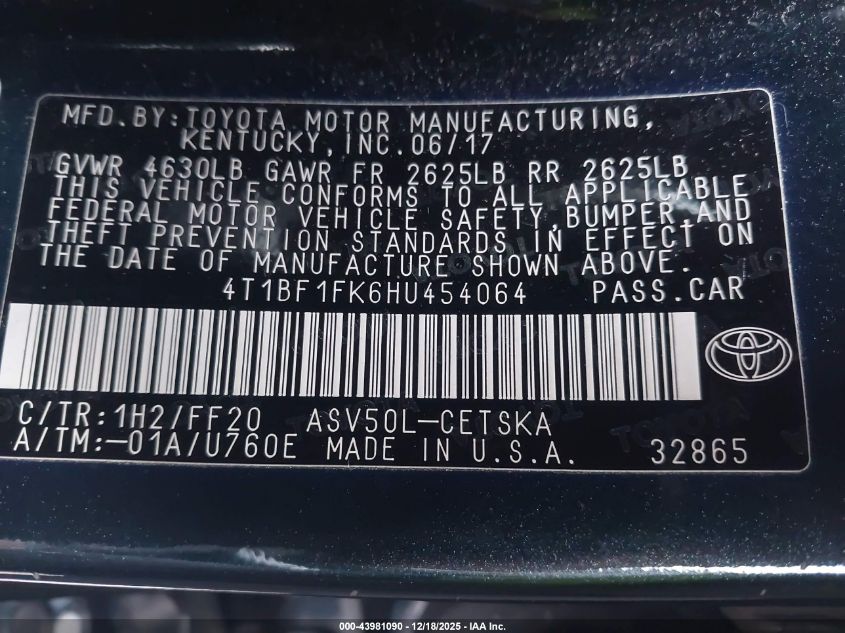 MFD.BY:TOYOTA MOTOR MANUFACTURING,
KENTUCKY,INC.06/17
GVWR 4630LB GAWR FR 2625LB RR 2625LB
THIS VEHICLE CONFORMS TO ALL APPLICABLE
FEDERAL MOTOR VEHICLE SAFETY,BUMPER,AND
THEFT PREVENTION STANDARDS IN EFFECT ON
THE DATE OF MANUFACTURE SHOWN ABOVE.
4T1BF1FK6HU454064 PASS.CAR
C/TR:1H2/FF20 ASV50L-CETSKA
A/TM:-01A/U760E MADE IN U.S.A. 32865
000-43981090 - 12/18/2025 - IAA Inc.